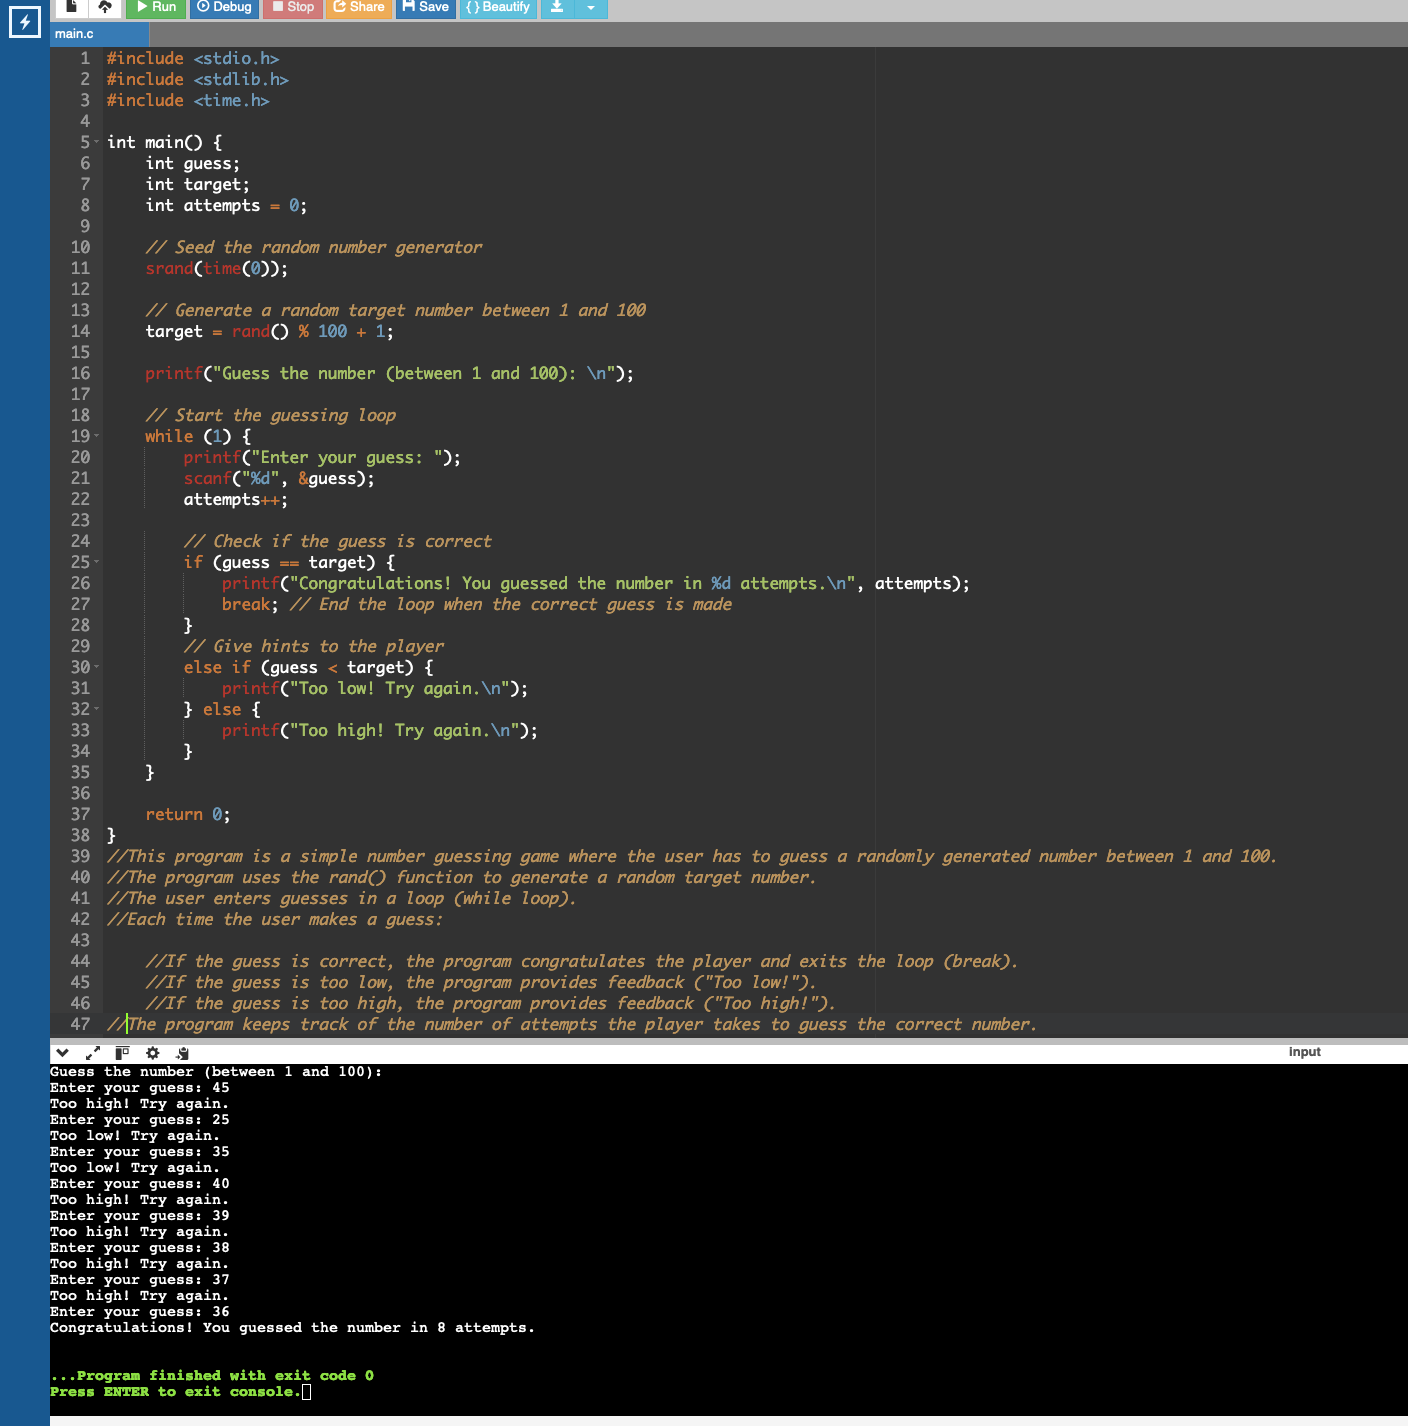 Run Debug Stop Share Save { } Beautify
main.c
1 #include <stdio.h>
2 #include <stdlib.h>
3 #include <time.h>
4
5 int main() {
6     int guess;
7     int target;
8     int attempts = 0;
9
10     // Seed the random number generator
11     srand(time(0));
12
13     // Generate a random target number between 1 and 100
14     target = rand() % 100 + 1;
15
16     printf("Guess the number (between 1 and 100): \n");
17
18     // Start the guessing loop
19     while (1) {
20         printf("Enter your guess: ");
21         scanf("%d", &guess);
22         attempts++;
23
24         // Check if the guess is correct
25         if (guess == target) {
26             printf("Congratulations! You guessed the number in %d attempts.\n", attempts);
27             break; // End the loop when the correct guess is made
28         }
29         // Give hints to the player
30         else if (guess < target) {
31             printf("Too low! Try again.\n");
32         } else {
33             printf("Too high! Try again.\n");
34         }
35     }
36
37     return 0;
38 }
39 //This program is a simple number guessing game where the user has to guess a randomly generated number between 1 and 100.
40 //The program uses the rand() function to generate a random target number.
41 //The user enters guesses in a loop (while loop).
42 //Each time the user makes a guess:
43
44     //If the guess is correct, the program congratulates the player and exits the loop (break).
45     //If the guess is too low, the program provides feedback ("Too low!").
46     //If the guess is too high, the program provides feedback ("Too high!").
47 //The program keeps track of the number of attempts the player takes to guess the correct number.
input
Guess the number (between 1 and 100):
Enter your guess: 45
Too high! Try again.
Enter your guess: 25
Too low! Try again.
Enter your guess: 35
Too low! Try again.
Enter your guess: 40
Too high! Try again.
Enter your guess: 39
Too high! Try again.
Enter your guess: 38
Too high! Try again.
Enter your guess: 37
Too high! Try again.
Enter your guess: 36
Congratulations! You guessed the number in 8 attempts.
...Program finished with exit code 0
Press ENTER to exit console.